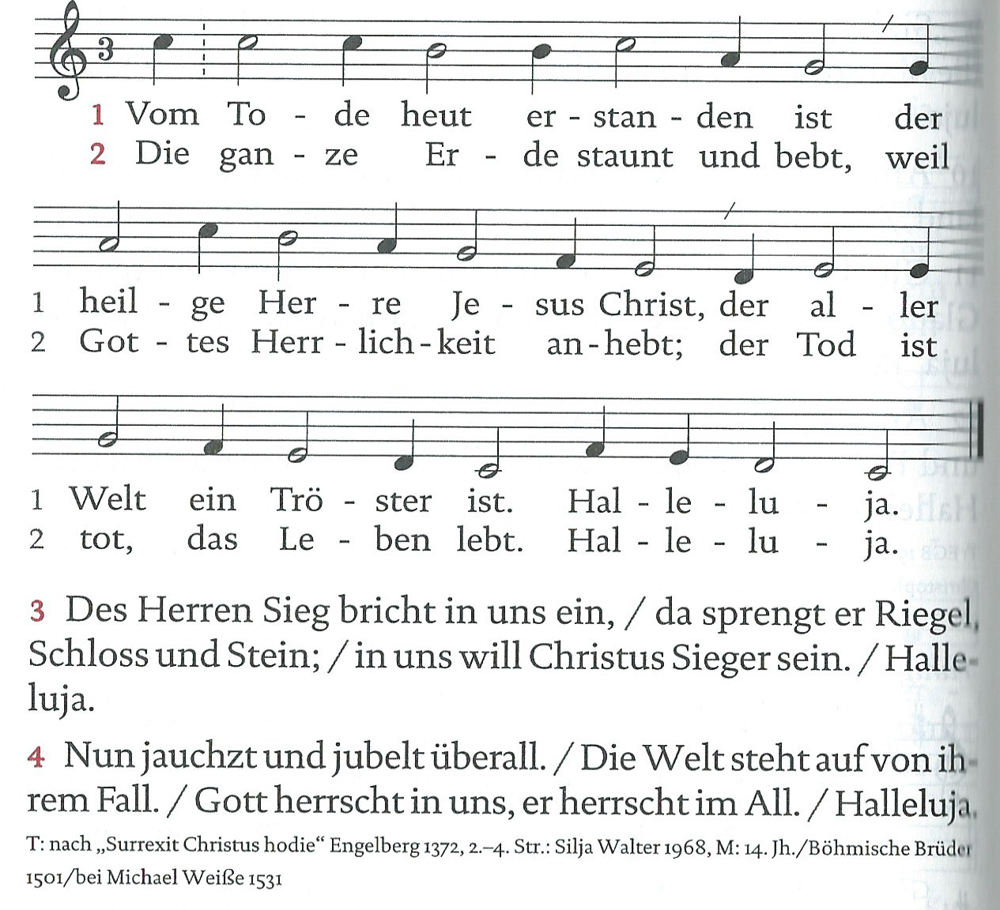 3
1 Vom To - de heut er - stan - den ist der
2 Die gan - ze Er - de staunt und bebt, weil
1 heil - ge Her - re Je - sus Christ, der al - ler
2 Got - tes Herr - lich - keit an - hebt; der Tod ist
1 Welt ein Trö - ster ist. Hal - le - lu - ja.
2 tot, das Le - ben lebt. Hal - le - lu - ja.
3 Des Herren Sieg bricht in uns ein, / da sprengt er Riegel,
Schloss und Stein; / in uns will Christus Sieger sein. / Halle-
luja.
4 Nun jauchzt und jubelt überall. / Die Welt steht auf von ih-
rem Fall. / Gott herrscht in uns, er herrscht im All. / Halleluja.
T: nach „Surrexit Christus hodie“ Engelberg 1372, 2.–4. Str.: Silja Walter 1968, M: 14. Jh./Böhmische Brüder
1501/bei Michael Weiße 1531